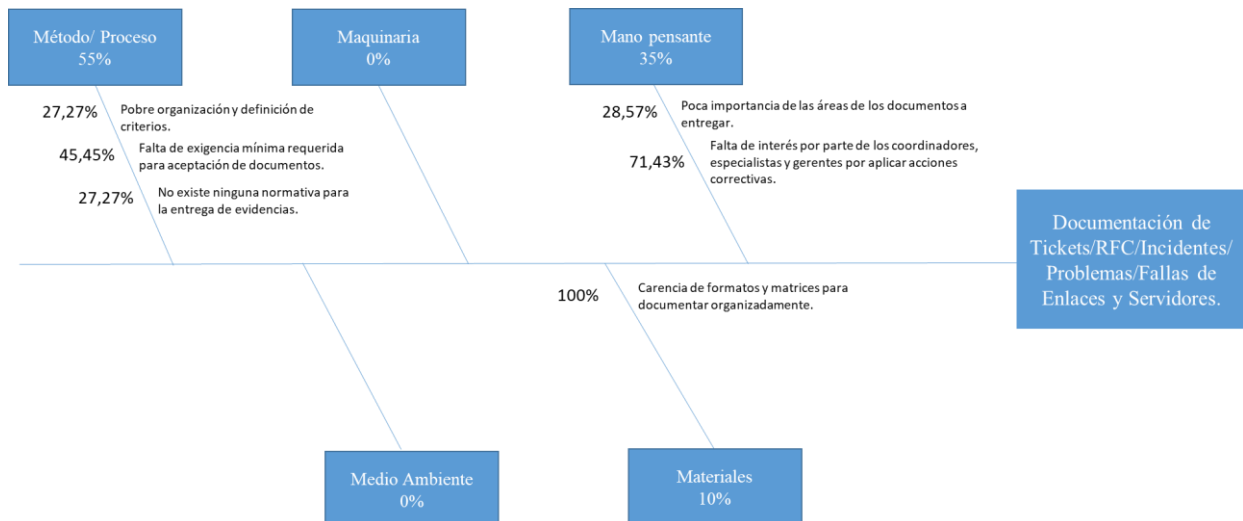 Método/ Proceso
55%
Maquinaria
0%
Mano pensante
35%
27,27%
Pobre organización y definición de
criterios.
45,45%
Falta de exigencia mínima requerida
para aceptación de documentos.
27,27%
No existe ninguna normativa para
la entrega de evidencias.
28,57%
Poca importancia de las áreas de los documentos a
entregar.
71,43%
Falta de interés por parte de los coordinadores,
especialistas y gerentes por aplicar acciones
correctivas.
Documentación de
Tickets/RFC/Incidentes/
Problemas/Fallas de
Enlaces y Servidores.
100%
Carencia de formatos y matrices para
documentar organizadamente.
Medio Ambiente
0%
Materiales
10%